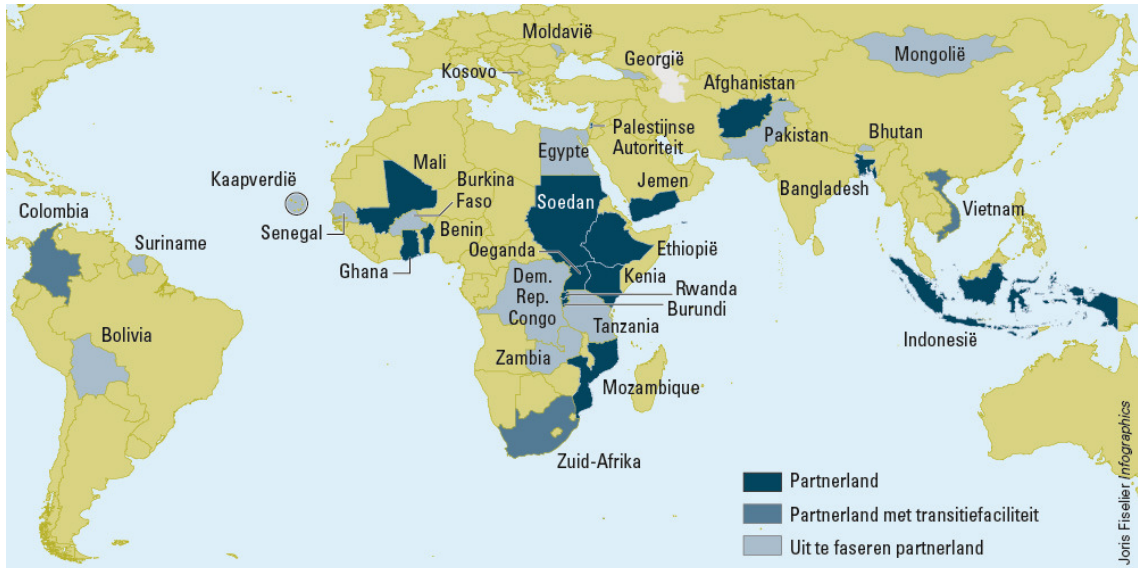 Moldavië
Mongolië
Georgië
Kosovo
Afghanistan
Palestijnse
Autoriteit
Pakistan
Bhutan
Egypte
Mali
Burkina
Faso
Kaapverdië
Jemen
Bangladesh
Colombia
Soedan
Vietnam
Senegal
Benin
Suriname
Oeganda
Ethiopië
Ghana
Dem.
Rep.
Congo
Kenia
Rwanda
Burundi
Tanzania
Indonesië
Bolivia
Zambia
Mozambique
Zuid-Afrika
Partnerland
Partnerland met transitiefaciliteit
Uit te faseren partnerland
Joris Fiselier Infographics